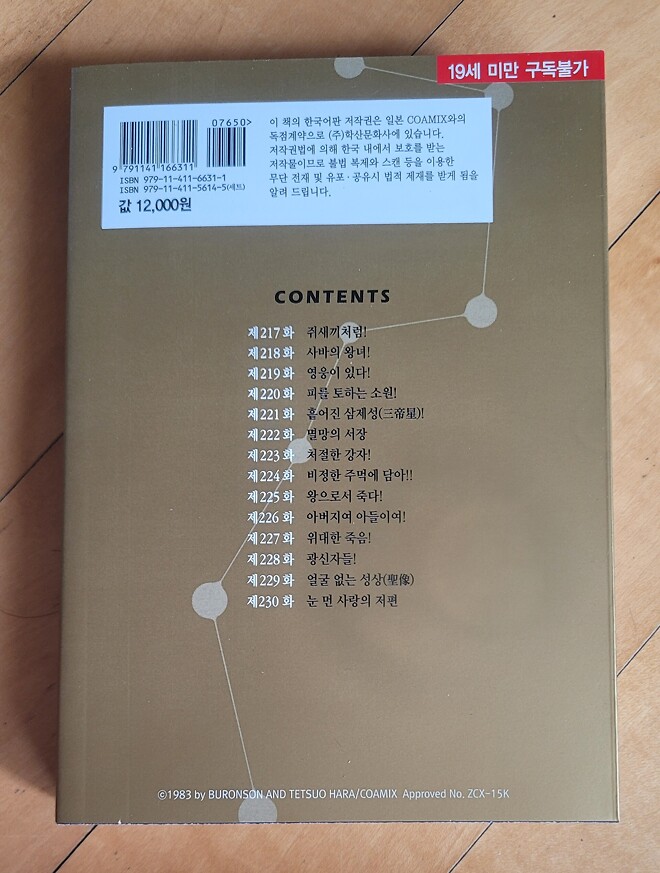 19세 미만 구독불가
07650>
9 791141 166311
ISBN 979-11-411-6631-1
ISBN 979-11-411-5614-5(세트)
값 12,000원
이 책의 한국어판 저작권은 일본 COAMIX와의
독점계약으로 (주)학산문화사에 있습니다.
저작권법에 의해 한국 내에서 보호를 받는
저작물이므로 불법 복제와 스캔 등을 이용한
무단 전재 및 유포·공유시 법적 제재를 받게 됨을
알려 드립니다.
CONTENTS
제217화 쥐새끼처럼!
제218화 사바의 왕녀!
제219화 영웅이 있다!
제220화 피를 토하는 소원!
제221화 흩어진 삼제성(三帝星)!
제222화 멸망의 서장
제223화 처절한 강자!
제224화 비정한 주먹에 담아!!
제225화 왕으로서 죽다!
제226화 아버지여 아들이여!
제227화 위대한 죽음!
제228화 광신자들!
제229화 얼굴 없는 성상(聖像)
제230화 눈 먼 사랑의 저편
©1983 by BURONSON AND TETSUO HARA/COAMIX Approved No. ZCX-15K